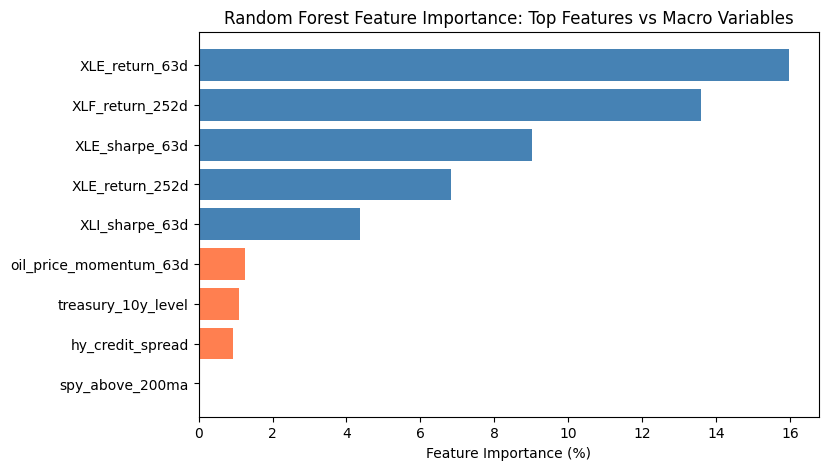 Random Forest Feature Importance: Top Features vs Macro Variables
XLE_return_63d
XLF_return_252d
XLE_sharpe_63d
XLE_return_252d
XLI_sharpe_63d
oil_price_momentum_63d
treasury_10y_level
hy_credit_spread
spy_above_200ma
0 2 4 6 8 10 12 14 16
Feature Importance (%)